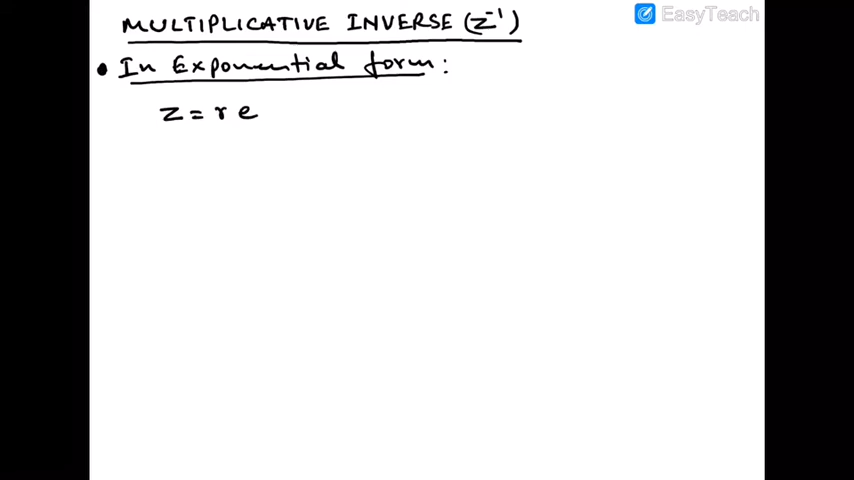 MULTIPLICATIVE INVERSE (z⁻¹)
EasyTeach
• In Exponential form:
z = r e